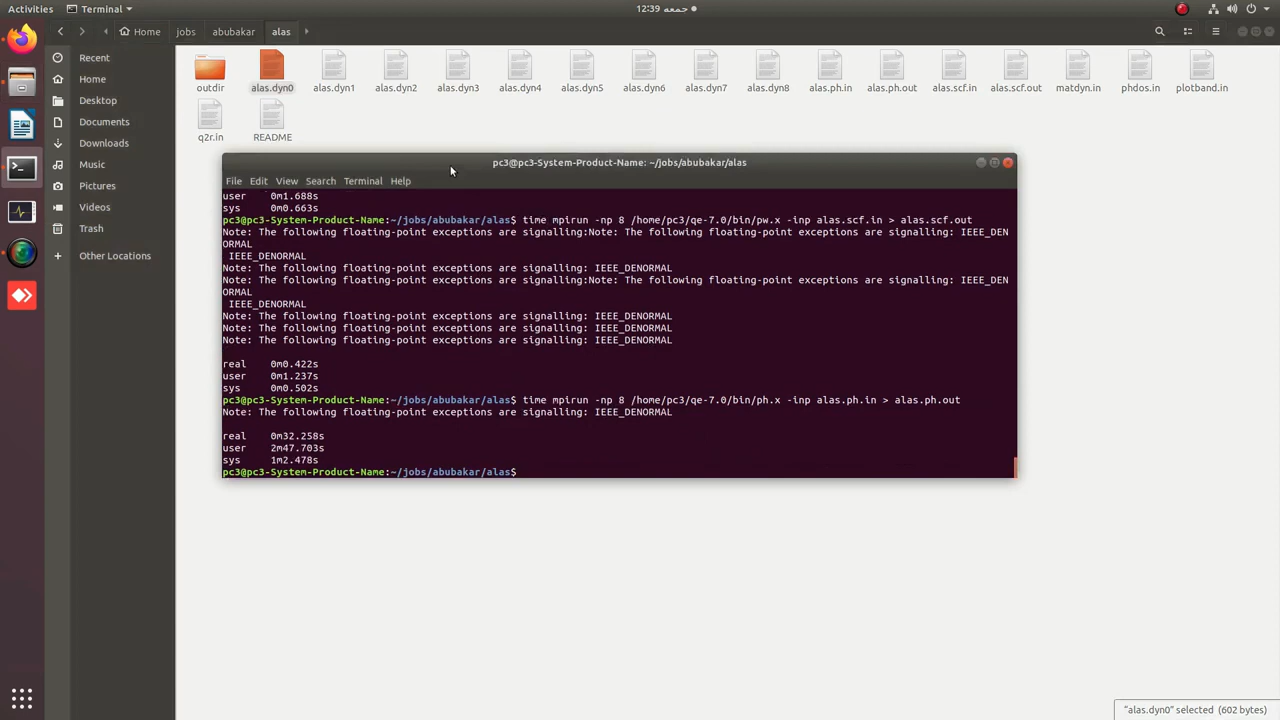 Activities
Terminal
جمعه 12:39
Home
jobs
abubakar
alas
Recent
Home
Desktop
Documents
Downloads
Music
Pictures
Videos
Trash
+ Other Locations
outdir
alas.dyn0
alas.dyn1
alas.dyn2
alas.dyn3
alas.dyn4
alas.dyn5
alas.dyn6
alas.dyn7
alas.dyn8
alas.ph.in
alas.ph.out
alas.scf.in
alas.scf.out
matdyn.in
phdos.in
plotband.in
q2r.in
README
pc3@pc3-System-Product-Name: ~/jobs/abubakar/alas
File Edit View Search Terminal Help
user 0m1.688s
sys 0m0.663s
pc3@pc3-System-Product-Name:~/jobs/abubakar/alas$ time mpirun -np 8 /home/pc3/qe-7.0/bin/pw.x -inp alas.scf.in > alas.scf.out
Note: The following floating-point exceptions are signalling:Note: The following floating-point exceptions are signalling: IEEE_DEN
ORMAL
IEEE_DENORMAL
Note: The following floating-point exceptions are signalling: IEEE_DENORMAL
Note: The following floating-point exceptions are signalling:Note: The following floating-point exceptions are signalling: IEEE_DEN
ORMAL
IEEE_DENORMAL
Note: The following floating-point exceptions are signalling: IEEE_DENORMAL
Note: The following floating-point exceptions are signalling: IEEE_DENORMAL
Note: The following floating-point exceptions are signalling: IEEE_DENORMAL
real 0m0.422s
user 0m1.237s
sys 0m0.502s
pc3@pc3-System-Product-Name:~/jobs/abubakar/alas$ time mpirun -np 8 /home/pc3/qe-7.0/bin/ph.x -inp alas.ph.in > alas.ph.out
Note: The following floating-point exceptions are signalling: IEEE_DENORMAL
real 0m32.258s
user 2m47.703s
sys 1m2.478s
pc3@pc3-System-Product-Name:~/jobs/abubakar/alas$
"alas.dyn0" selected (602 bytes)